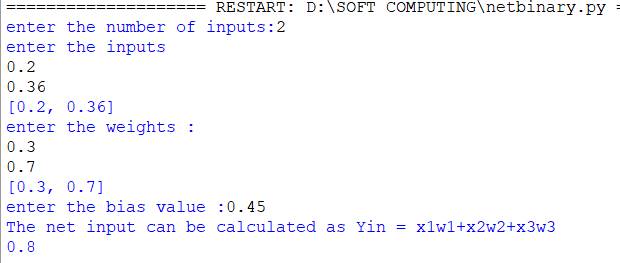 ==================== RESTART: D:\SOFT COMPUTING\netbinary.py =
enter the number of inputs:2
enter the inputs
0.2
0.36
[0.2, 0.36]
enter the weights :
0.3
0.7
[0.3, 0.7]
enter the bias value :0.45
The net input can be calculated as Yin = x1w1+x2w2+x3w3
0.8